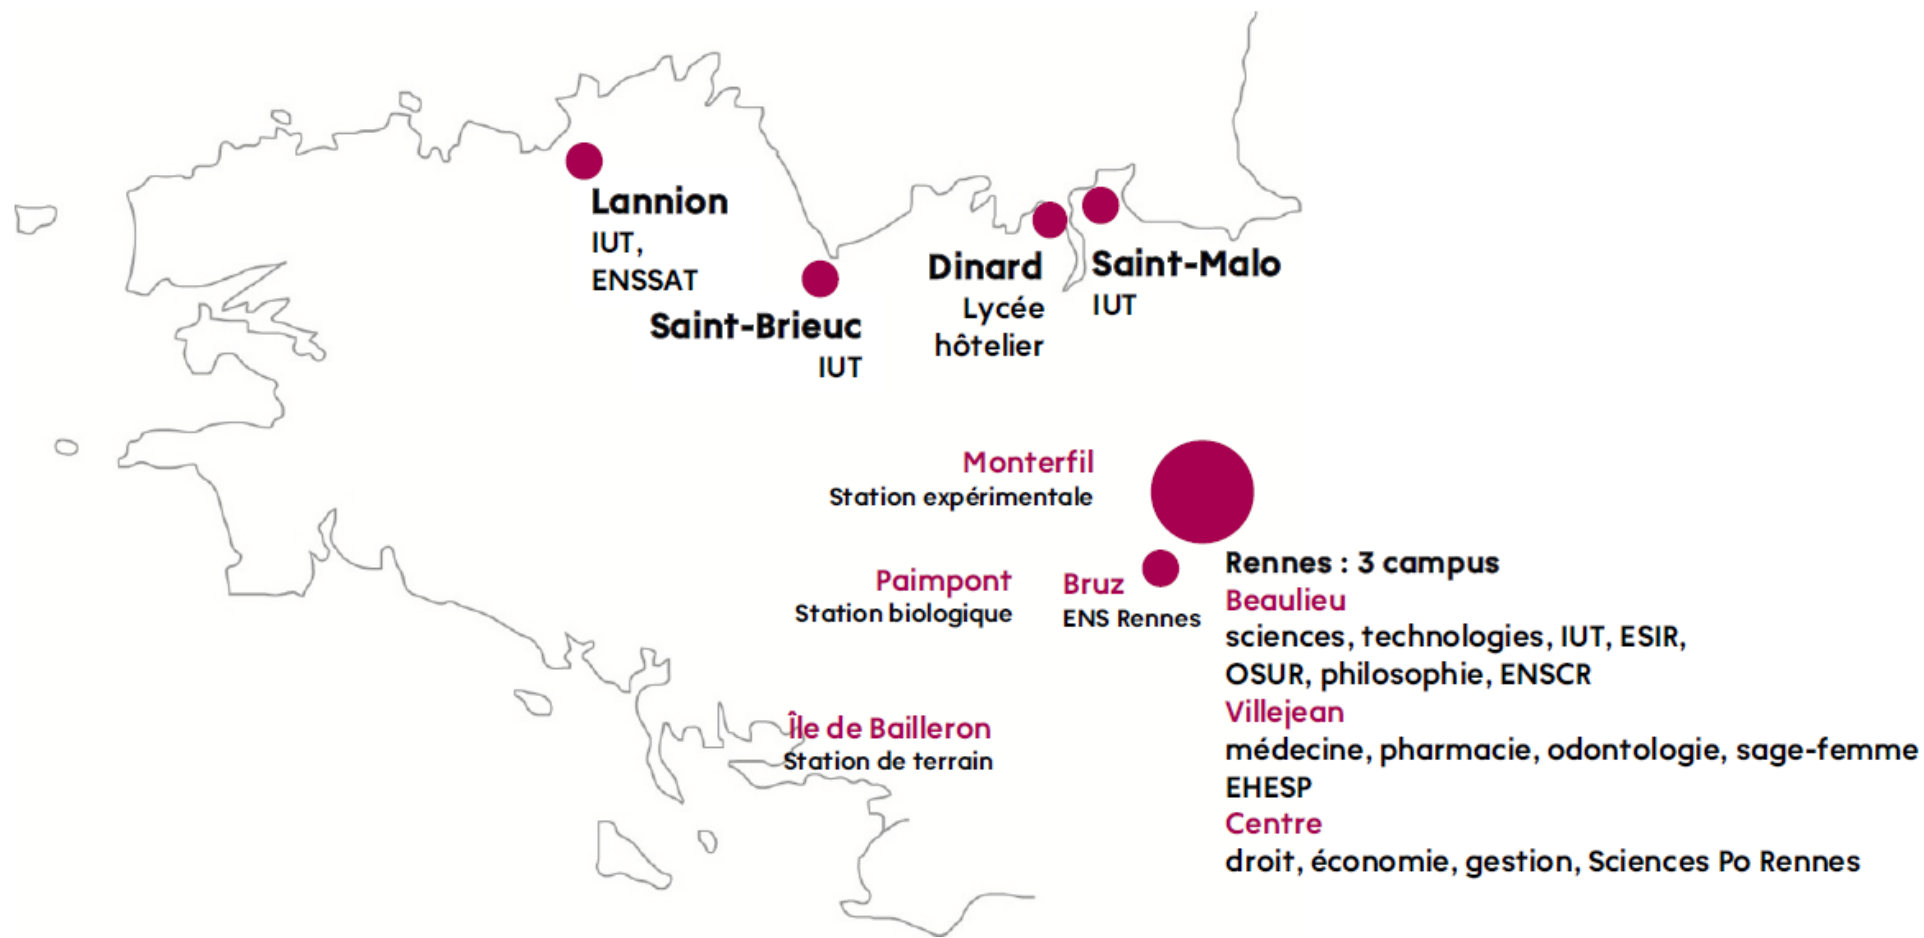 Lannion
IUT,
ENSSAT
Saint-Brieuc
IUT
Dinard
Lycée
hôtelier
Saint-Malo
IUT
Monterfil
Station expérimentale
Paimpont
Station biologique
Bruz
ENS Rennes
Île de Bailleron
Station de terrain
Rennes : 3 campus
Beaulieu
sciences, technologies, IUT, ESIR,
OSUR, philosophie, ENSCR
Villejean
médecine, pharmacie, odontologie, sage-femme
EHESP
Centre
droit, économie, gestion, Sciences Po Rennes